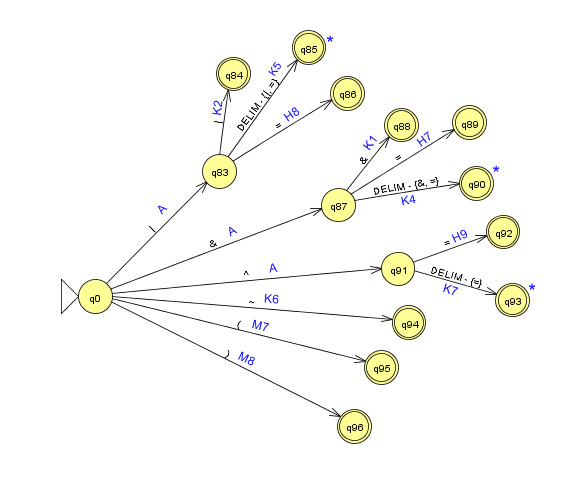 q85 *
q84
K5
q86
K2
DELIM - {|, =}
|
=
H8
q83
q88
q89
K1
H7
&
=
q90 *
DELIM - {&, =}
K4
q87
|
A
&
A
q92
=
H9
q91
DELIM - {=}
K7
q93 *
^
A
q0
~
K6
q94
(
M7
q95
)
M8
q96